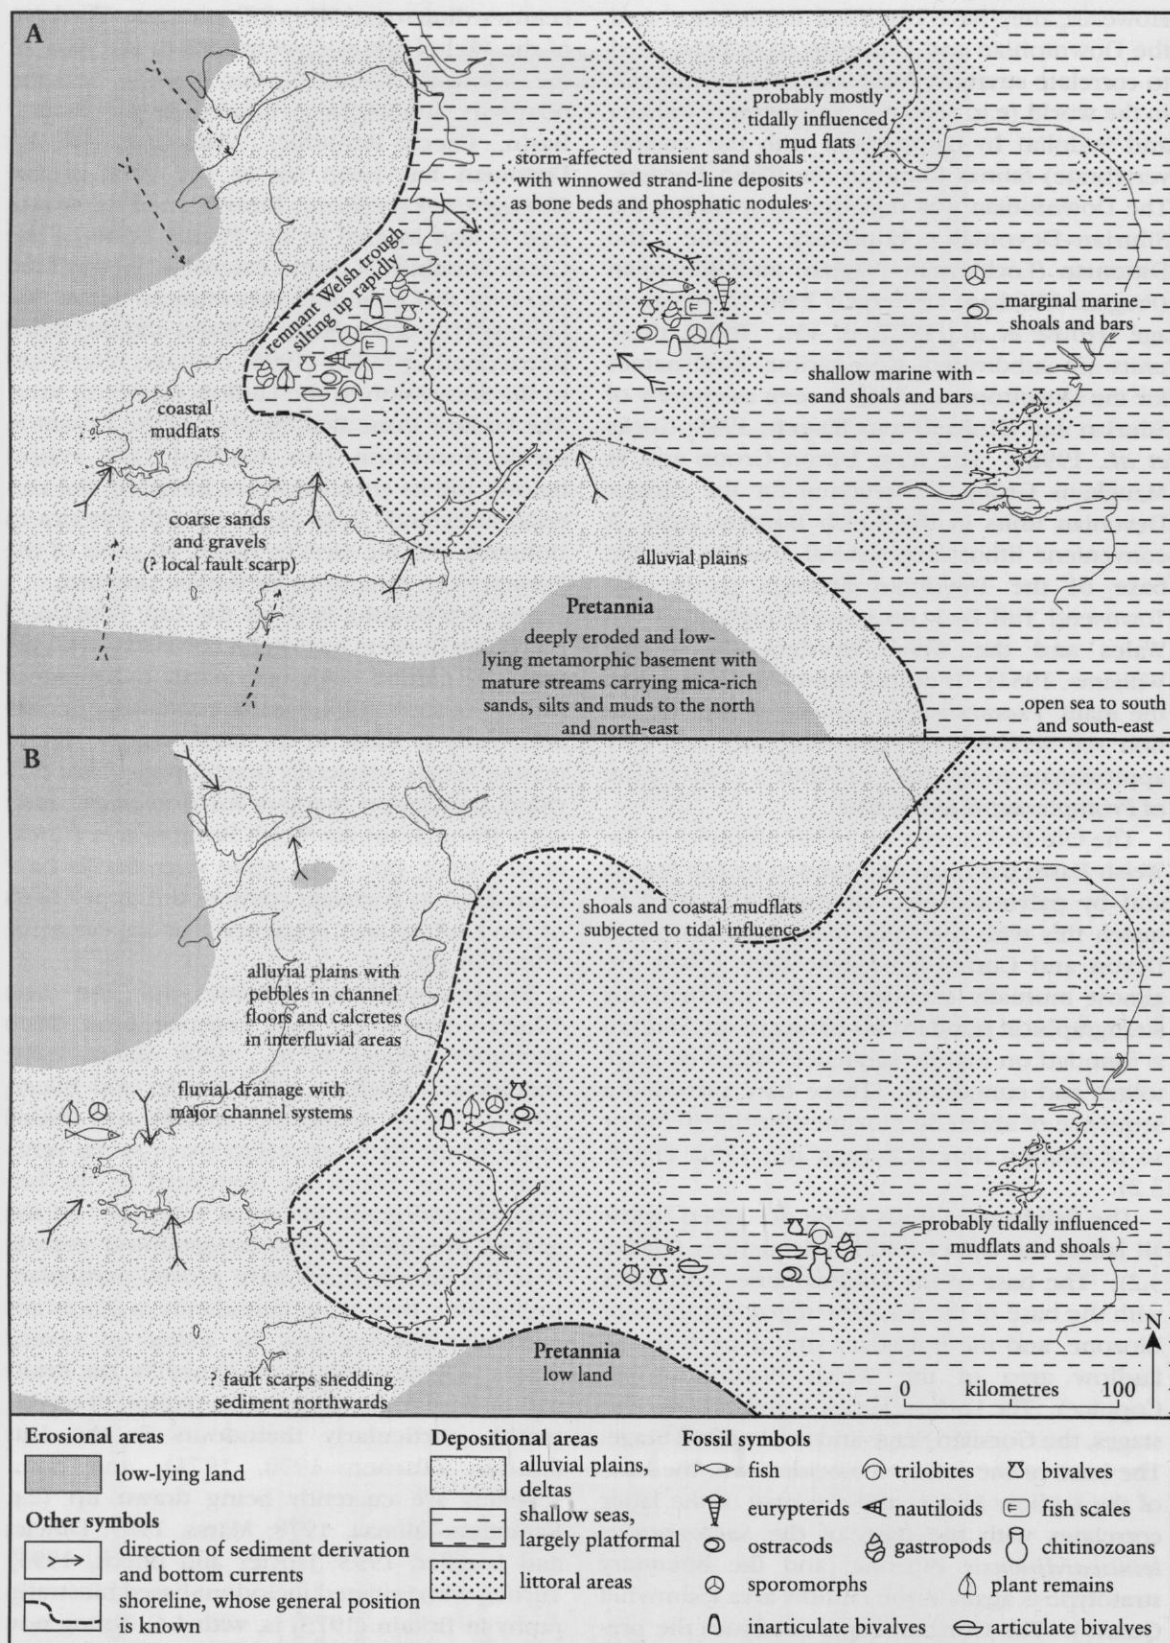 A
probably mostly
tidally influenced
mud flats
storm-affected transient sand shoals
with winnowed strand-line deposits
as bone beds and phosphatic nodules
remnant Welsh trough
silting up rapidly
marginal marine
shoals and bars
shallow marine with
sand shoals and bars
coastal
mudflats
coarse sands
and gravels
(? local fault scarp)
alluvial plains
Pretannia
deeply eroded and low-
lying metamorphic basement with
mature streams carrying mica-rich
sands, silts and muds to the north
and north-east
open sea to south
and south-east
B
shoals and coastal mudflats
subjected to tidal influence
alluvial plains with
pebbles in channel
floors and calcretes
in interfluvial areas
fluvial drainage with
major channel systems
probably tidally influenced
mudflats and shoals
Pretannia
low land
? fault scarps shedding
sediment northwards
N
0 kilometres 100
Erosional areas
low-lying land
Other symbols
direction of sediment derivation
and bottom currents
shoreline, whose general position
is known
Depositional areas
alluvial plains,
deltas
shallow seas,
largely platformal
littoral areas
Fossil symbols
fish
trilobites
bivalves
eurypterids
nautiloids
fish scales
ostracods
gastropods
chitinozoans
sporomorphs
plant remains
inarticulate bivalves
articulate bivalves